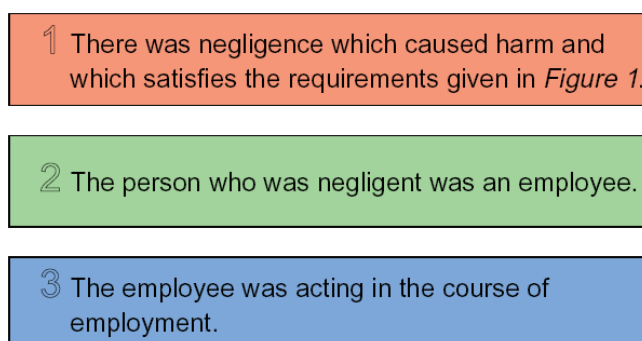 1 There was negligence which caused harm and
which satisfies the requirements given in Figure 1.
2 The person who was negligent was an employee.
3 The employee was acting in the course of
employment.